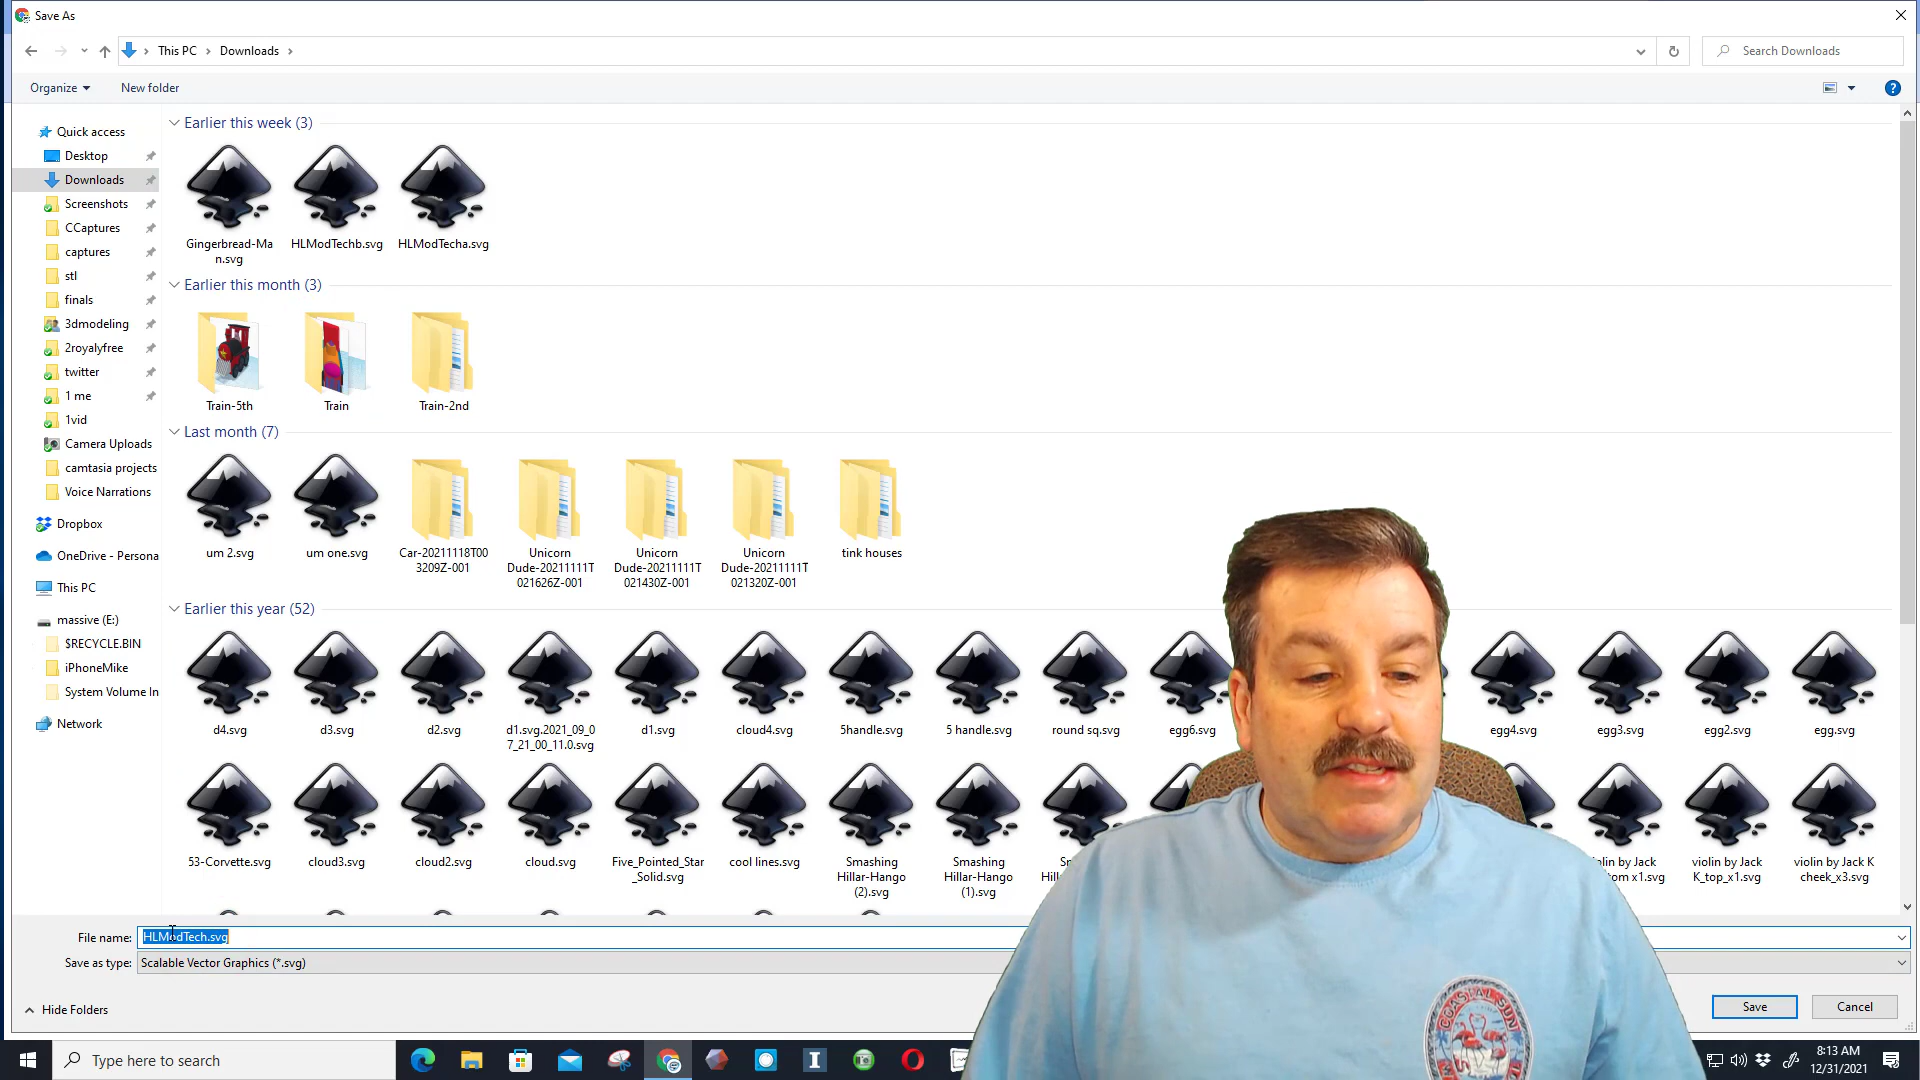 Save As
This PC
Downloads
Search Downloads
Organize
New folder
Quick access
Desktop
Downloads
Screenshots
CCaptures
captures
stl
finals
3dmodeling
2royalyfree
twitter
1 me
1vid
Camera Uploads
camtasia projects
Voice Narrations
Dropbox
OneDrive - Persona
This PC
massive (E:)
$RECYCLE.BIN
iPhoneMike
System Volume In
Network
Earlier this week (3)
Gingerbread-Ma
n.svg
HLModTechb.svg
HLModTecha.svg
Earlier this month (3)
Train-5th
Train
Train-2nd
Last month (7)
um 2.svg
um one.svg
Car-20211118T00
3209Z-001
Unicorn
Dude-20211111T
021626Z-001
Unicorn
Dude-20211111T
021430Z-001
Unicorn
Dude-20211111T
021320Z-001
tink houses
Earlier this year (52)
d4.svg
d3.svg
d2.svg
d1.svg.2021_09_0
7_21_00_11.0.svg
d1.svg
cloud4.svg
5handle.svg
5 handle.svg
round sq.svg
egg6.svg
egg4.svg
egg3.svg
egg2.svg
egg.svg
53-Corvette.svg
cloud3.svg
cloud2.svg
cloud.svg
Five_Pointed_Star
_Solid.svg
cool lines.svg
Smashing
Hillar-Hango
(2).svg
Smashing
Hillar-Hango
(1).svg
by Jack
x1.svg
violin by Jack
K_top_x1.svg
violin by Jack K
cheek_x3.svg
File name:
HLModTech.svg
Save as type:
Scalable Vector Graphics (*.svg)
Hide Folders
Save
Cancel
COASTAL SUN
Type here to search
8:13 AM
12/31/2021